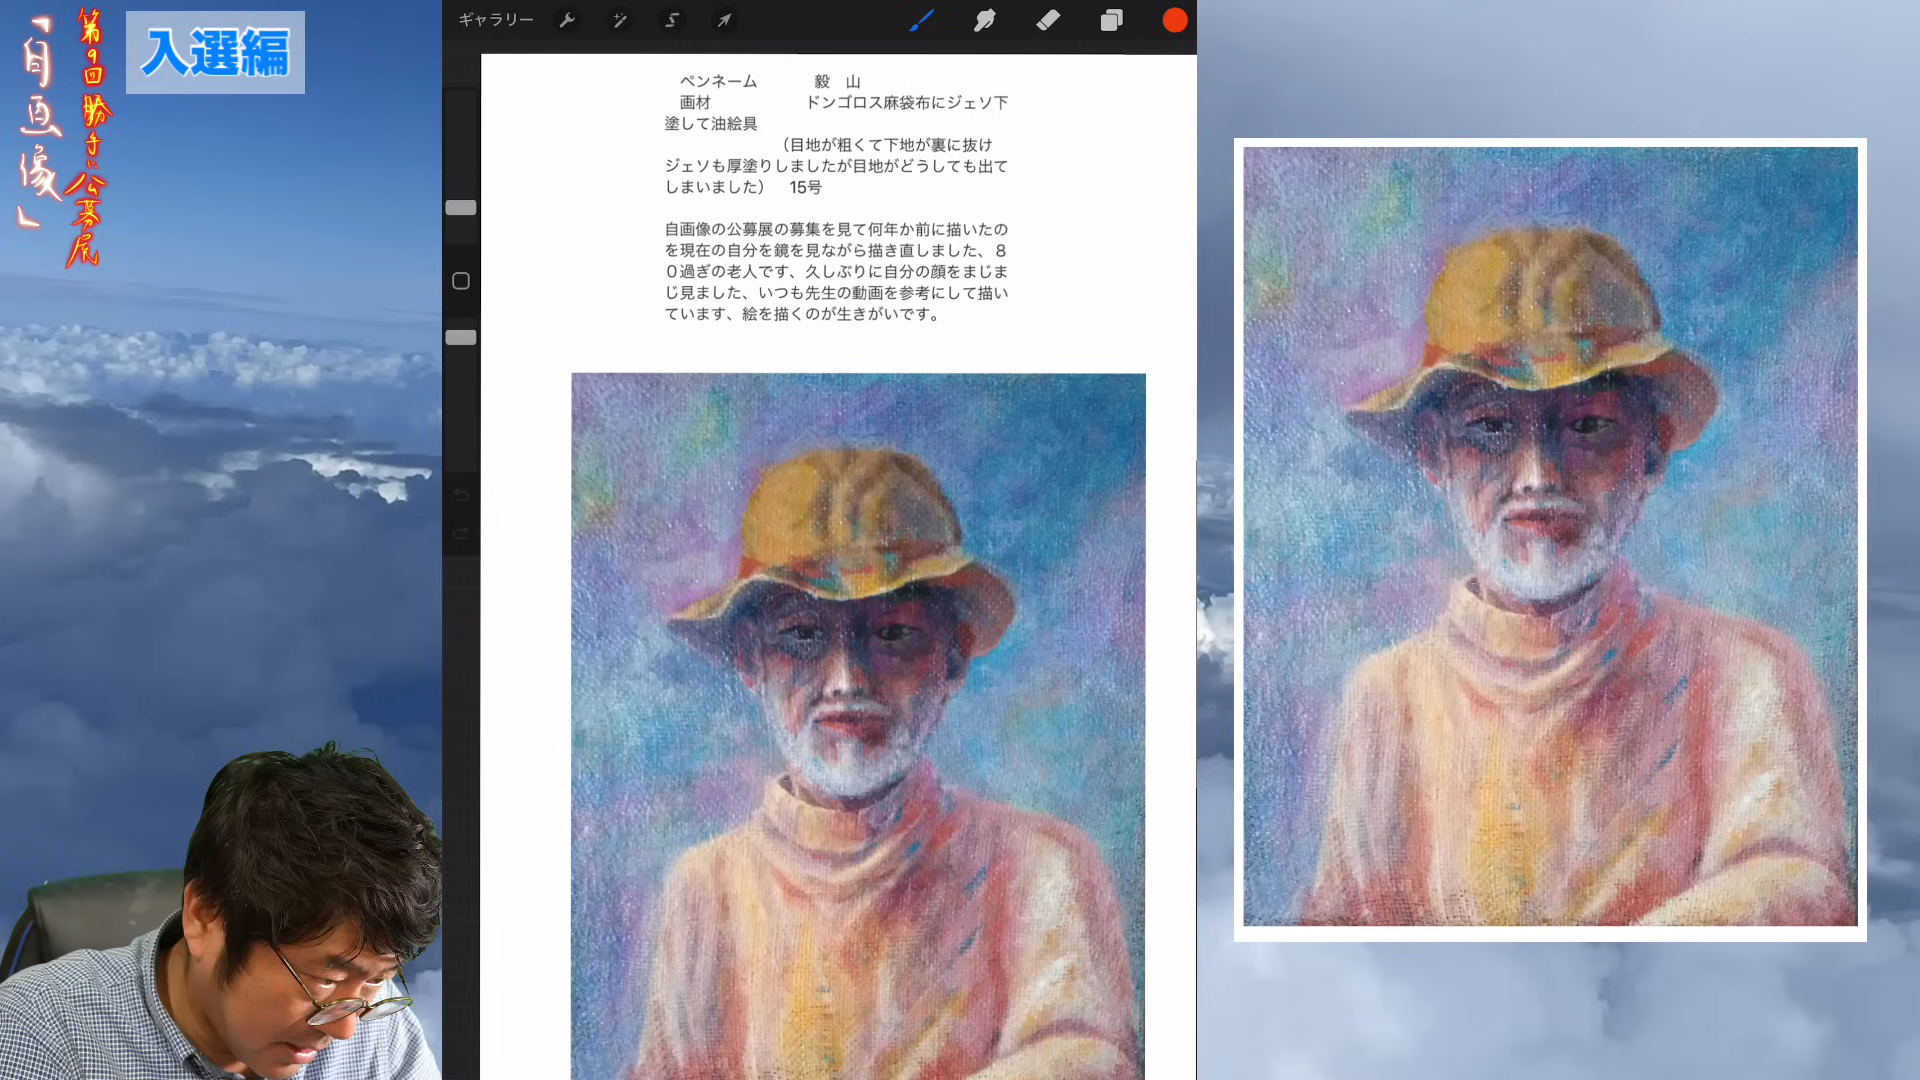 第9回 勝手に公募展
「自画像」
入選編
ギャラリー
ペンネーム　　　毅　山
画材　　　　　　ドンゴロス麻袋布にジェソ下
塗して油絵具
（目地が粗くて下地が裏に抜け
ジェソも厚塗りしましたが目地がどうしても出て
しまいました）　15号
自画像の公募展の募集を見て何年か前に描いたの
を現在の自分を鏡を見ながら描き直しました、８
０過ぎの老人です、久しぶりに自分の顔をまじま
じ見ました、いつも先生の動画を参考にして描い
ています、絵を描くのが生きがいです。